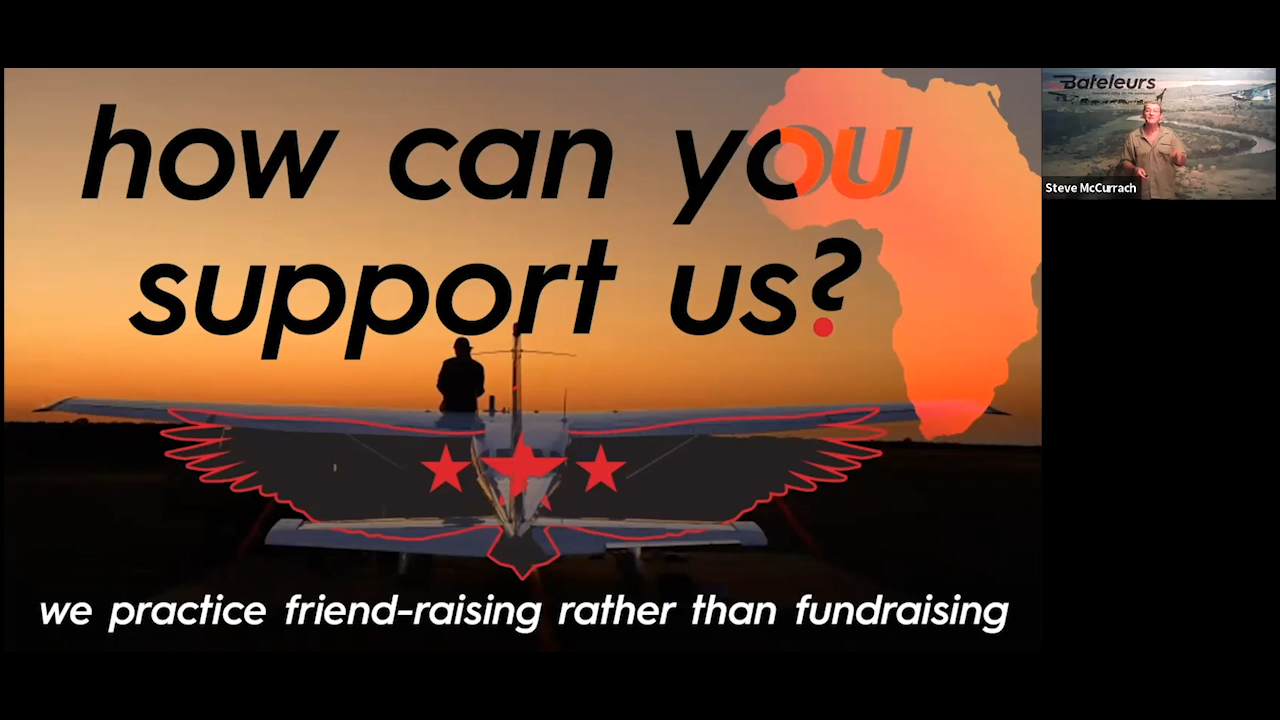 how can you
support us?
we practice friend-raising rather than fundraising
Bateleurs
Steve McCurrach